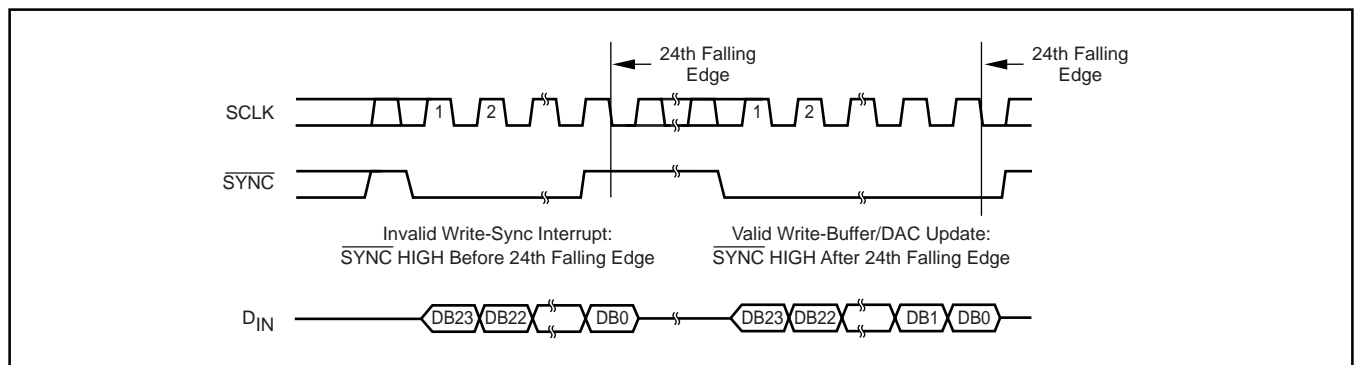 24th Falling
Edge
24th Falling
Edge
SCLK
1
2
1
2
SYNC
Invalid Write-Sync Interrupt:
SYNC HIGH Before 24th Falling Edge
Valid Write-Buffer/DAC Update:
SYNC HIGH After 24th Falling Edge
DIN
DB23
DB22
DB0
DB23
DB22
DB1
DB0